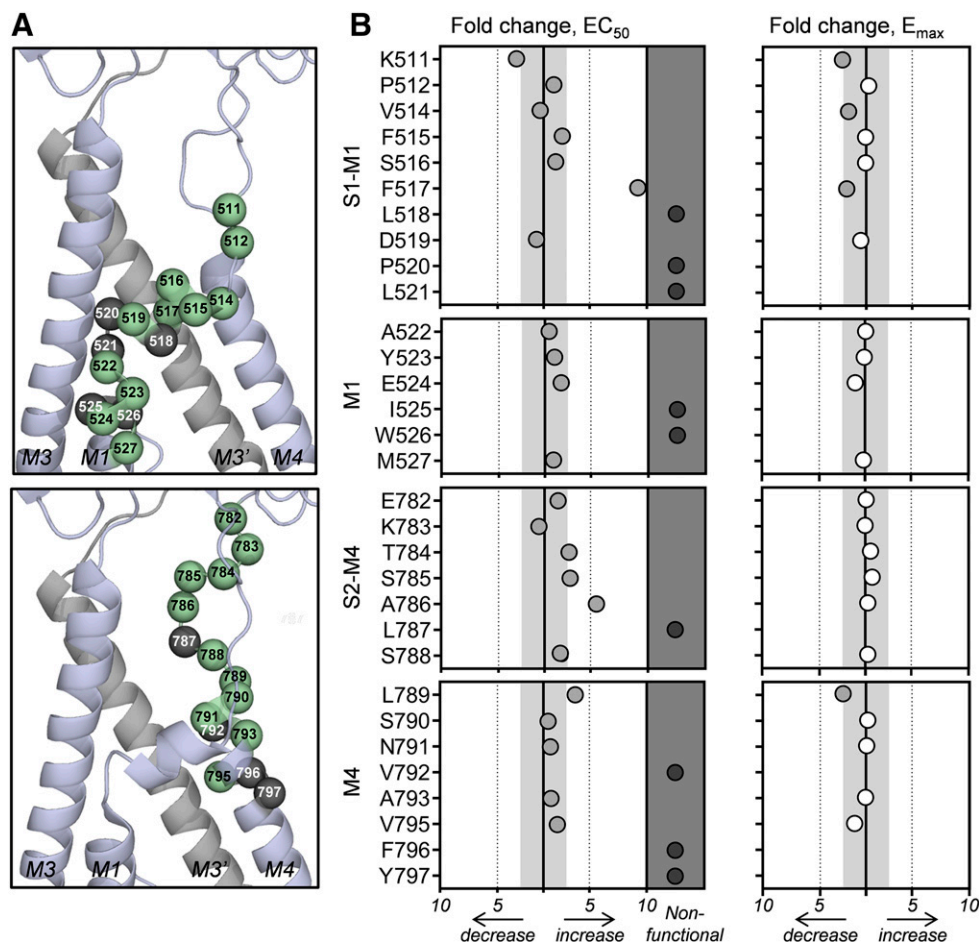 A
511
512
516
514
515
517
520
519
518
521
522
523
525
524
526
527
M3 M1 M3' M4
782
783
784
785
786
787
788
789
790
791
792
793
795
796
797
M3 M1 M3' M4
B
Fold change, EC50
Fold change, Emax
S1-M1
K511
P512
V514
F515
S516
F517
L518
D519
P520
L521
M1
A522
Y523
E524
I525
W526
M527
S2-M4
E782
K783
T784
S785
A786
L787
S788
M4
L789
S790
N791
V792
A793
V795
F796
Y797
10 5 5 10 Non-
functional
decrease increase
10 5 5 10
decrease increase